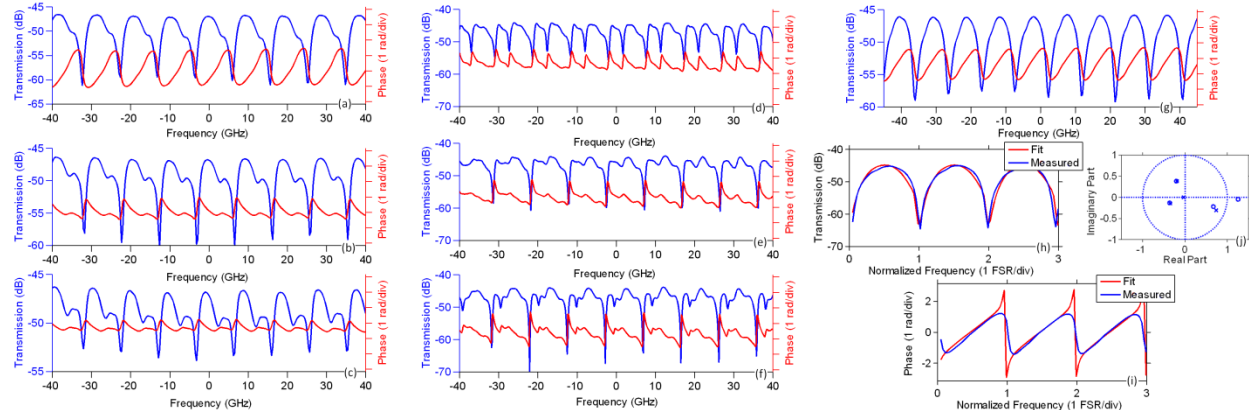 -45
-50
-55
-60
-65
Transmission (dB)
Phase (1 rad/div)
(a)
-40 -30 -20 -10 0 10 20 30 40
Frequency (GHz)
-45
-50
-55
-60
Transmission (dB)
Phase (1 rad/div)
(b)
-40 -30 -20 -10 0 10 20 30 40
Frequency (GHz)
-45
-50
-55
Transmission (dB)
Phase (1 rad/div)
(c)
-40 -30 -20 -10 0 10 20 30 40
Frequency (GHz)
-40
-50
-60
-70
Transmission (dB)
Phase (1 rad/div)
(d)
-40 -30 -20 -10 0 10 20 30 40
Frequency (GHz)
-40
-50
-60
-70
Transmission (dB)
Phase (1 rad/div)
(e)
-40 -30 -20 -10 0 10 20 30 40
Frequency (GHz)
-40
-50
-60
-70
Transmission (dB)
Phase (1 rad/div)
(f)
-40 -30 -20 -10 0 10 20 30 40
Frequency (GHz)
-45
-50
-55
-60
Transmission (dB)
Phase (1 rad/div)
(g)
-40 -30 -20 -10 0 10 20 30 40
Frequency (GHz)
Fit
Measured
-40
-50
-60
-70
Transmission (dB)
(h)
0 1 2 3
Normalized Frequency (1 FSR/div)
1
0.5
0
-0.5
-1
Imaginary Part
(j)
-1 0 1
Real Part
Fit
Measured
2
0
-2
Phase (1 rad/div)
(i)
0 1 2 3
Normalized Frequency (1 FSR/div)